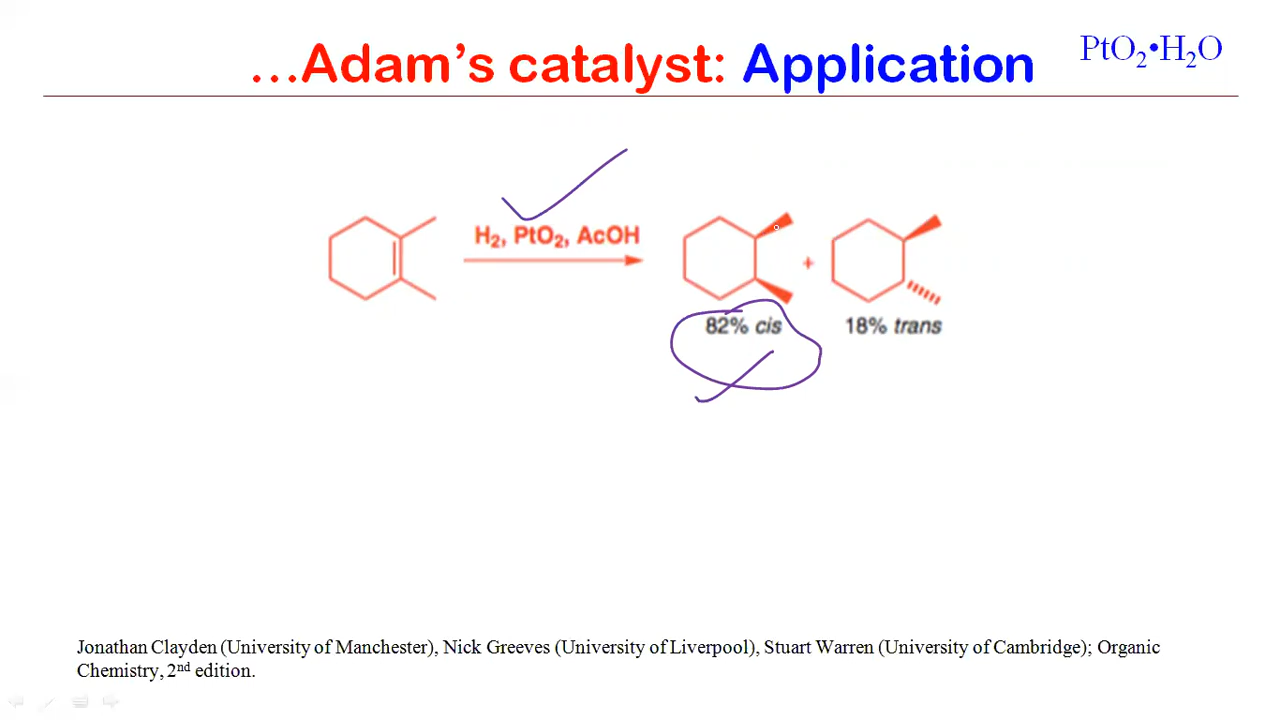 ...Adam's catalyst: Application
PtO₂•H₂O
H₂, PtO₂, AcOH
+
82% cis
18% trans
Jonathan Clayden (University of Manchester), Nick Greeves (University of Liverpool), Stuart Warren (University of Cambridge); Organic
Chemistry, 2nd edition.